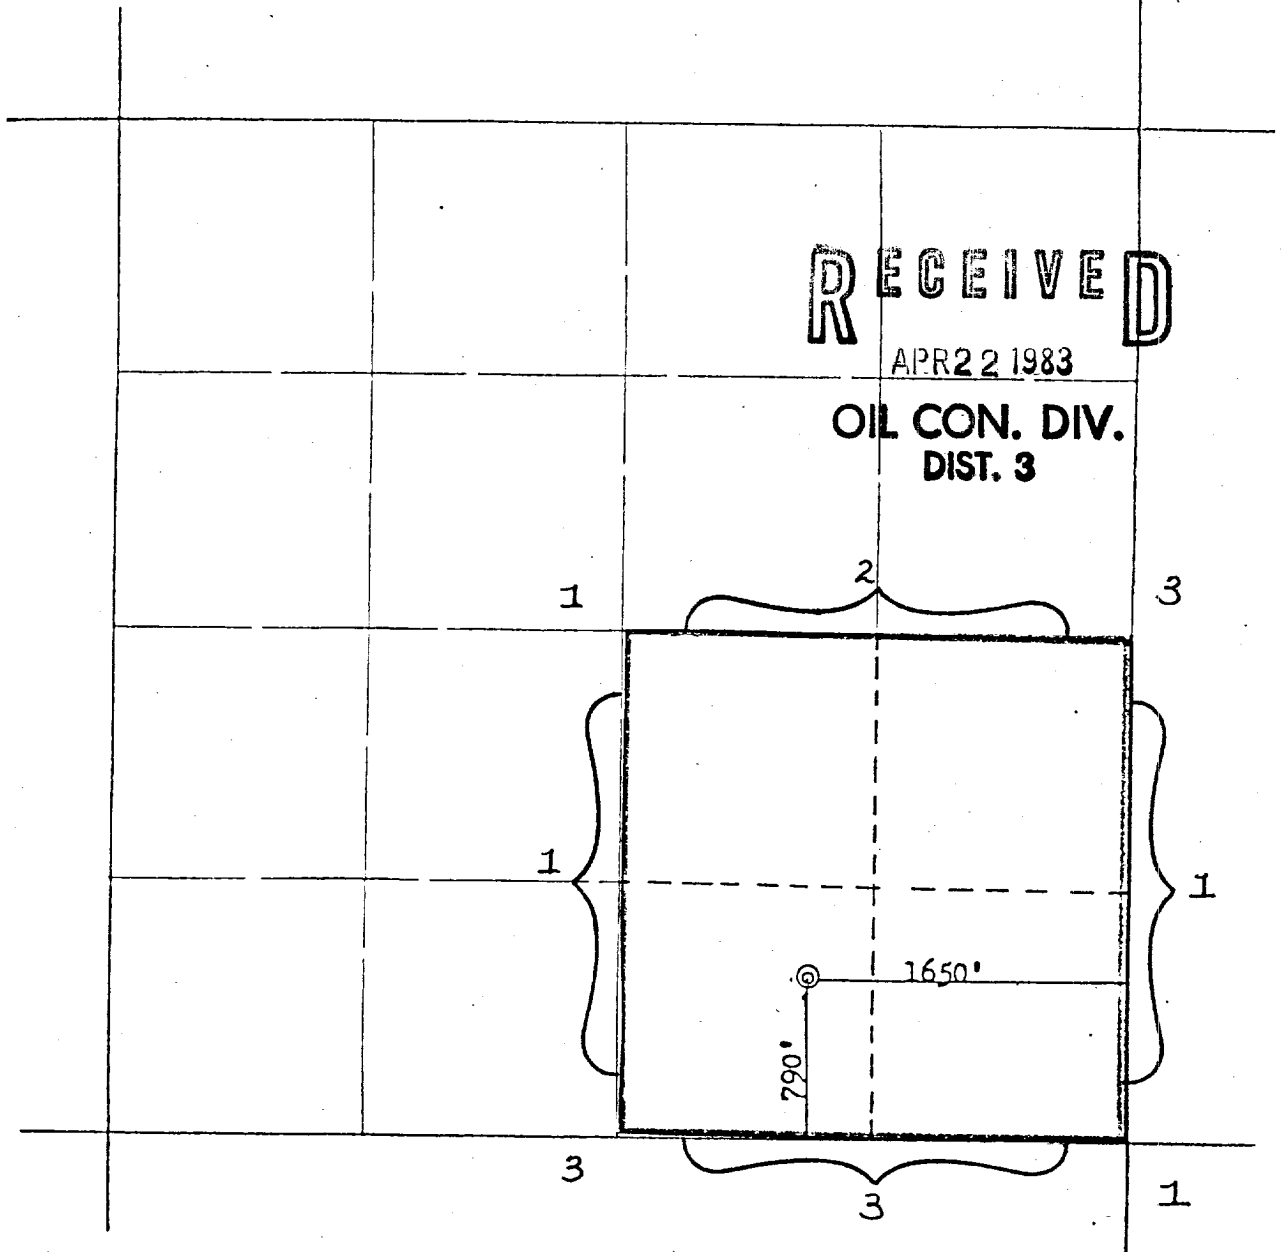 RECEIVED
APR 22 1983
OIL CON. DIV.
DIST. 3
1
2
3
1
1
1650'
790'
3
3
1